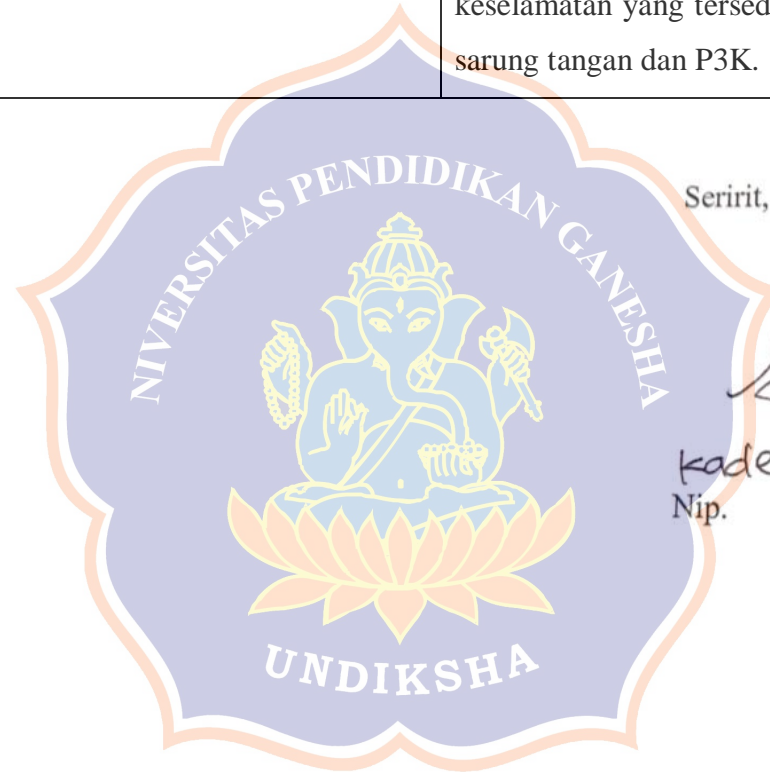 keselamatan yang tersed
sarung tangan dan P3K.
NIVERSITAS PENDIDIKAN GANESHA
Seririt,
kade
Nip.
UNDIKSHA